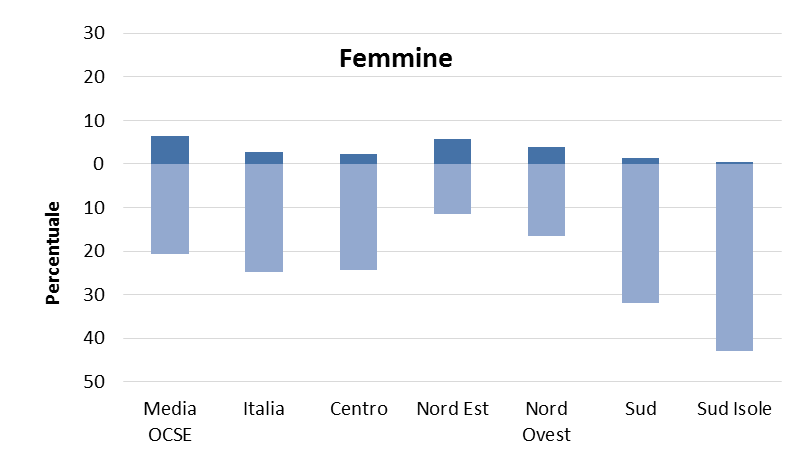 Femmine
30
20
10
0
10
20
30
40
50
Percentuale
Media OCSE
Italia
Centro
Nord Est
Nord Ovest
Sud
Sud Isole